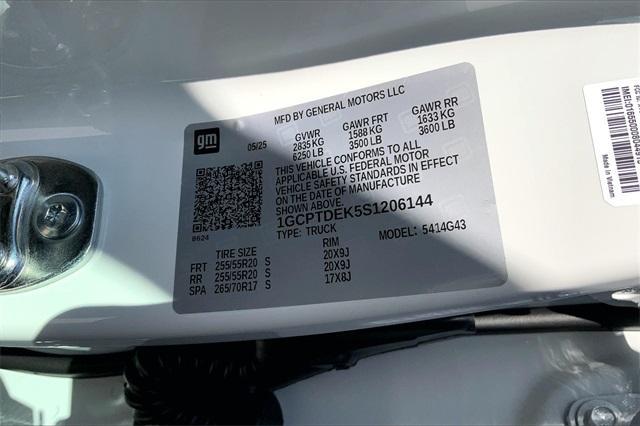 MFD BY GENERAL MOTORS LLC
gm
05/25
GVWR GAWR FRT GAWR RR
2835 KG 1588 KG 1633 KG
6250 LB 3500 LB 3600 LB
THIS VEHICLE CONFORMS TO ALL
APPLICABLE U.S. FEDERAL MOTOR
VEHICLE SAFETY STANDARDS IN EFFECT
ON THE DATE OF MANUFACTURE
SHOWN ABOVE.
1GCPTDEK5S1206144
TYPE: TRUCK MODEL: 5414G43
8624
TIRE SIZE RIM
FRT 255/55R20 S 20X9J
RR 255/55R20 S 20X9J
SPA 265/70R17 S 17X8J
Made in Vietnam